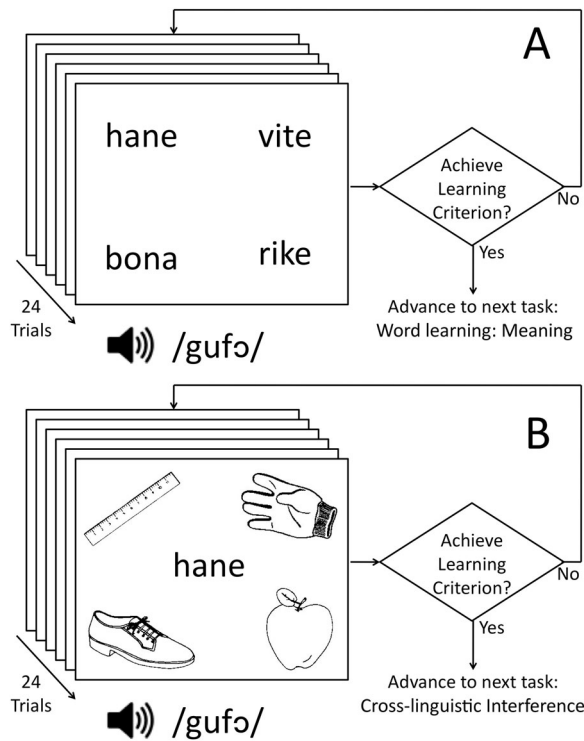 A
hane vite
bona rike
24
Trials
/gufɔ/
Achieve
Learning
Criterion?
No
Yes
Advance to next task:
Word learning: Meaning
B
hane
24
Trials
/gufɔ/
Achieve
Learning
Criterion?
No
Yes
Advance to next task:
Cross-linguistic Interference